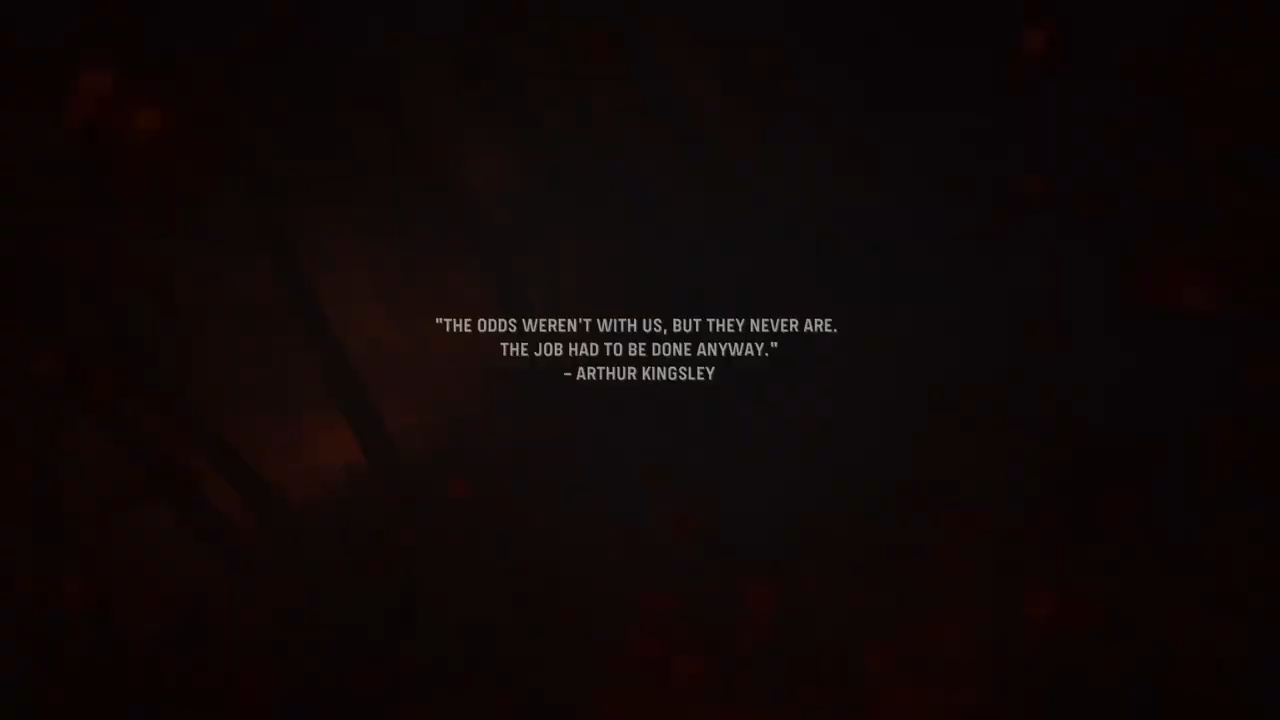 "THE ODDS WEREN'T WITH US, BUT THEY NEVER ARE.
THE JOB HAD TO BE DONE ANYWAY."
– ARTHUR KINGSLEY